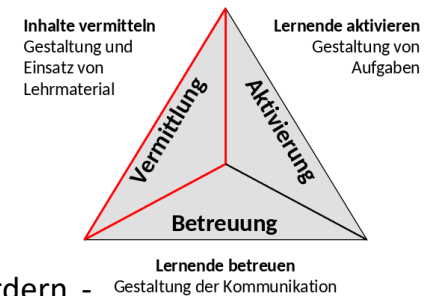 Inhalte vermitteln
Gestaltung und
Einsatz von
Lehrmaterial
Lernende aktivieren
Gestaltung von
Aufgaben
Vermittlung
Aktivierung
Betreuung
Lernende betreuen
Gestaltung der Kommunikation
rdern -